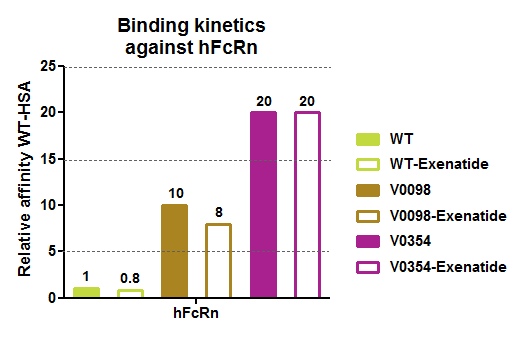 Binding kinetics
against hFcRn
Relative affinity WT-HSA
25
20
15
10
5
0
1
0.8
10
8
20
20
hFcRn
WT
WT-Exenatide
V0098
V0098-Exenatide
V0354
V0354-Exenatide